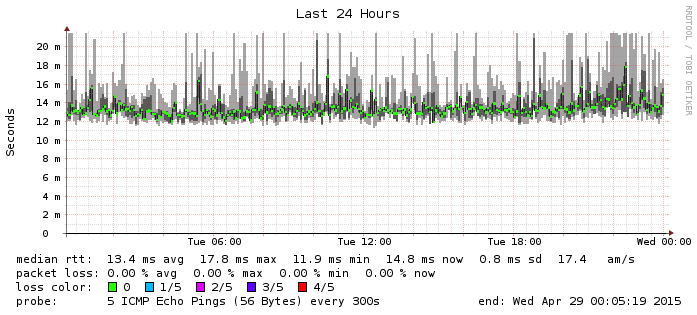 Last 24 Hours
RRDTOOL / TOBI OETIKER
Seconds
20 m
18 m
16 m
14 m
12 m
10 m
8 m
6 m
4 m
2 m
0
Tue 06:00 Tue 12:00 Tue 18:00 Wed 00:00
median rtt: 13.4 ms avg 17.8 ms max 11.9 ms min 14.8 ms now 0.8 ms sd 17.4 am/s
packet loss: 0.00 % avg 0.00 % max 0.00 % min 0.00 % now
loss color: 0 1/5 2/5 3/5 4/5
probe: 5 ICMP Echo Pings (56 Bytes) every 300s end: Wed Apr 29 00:05:19 2015